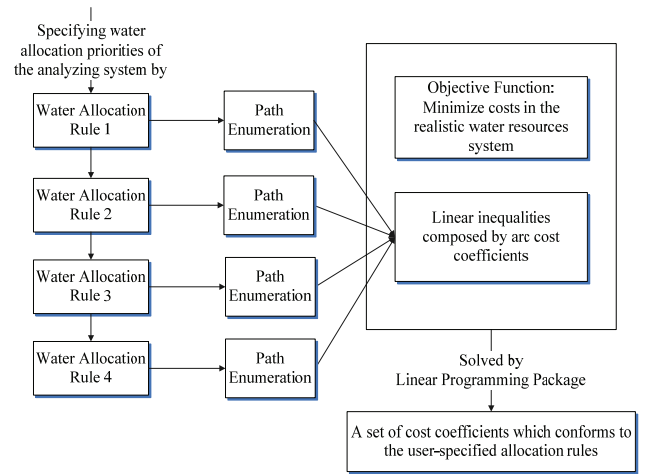 Specifying water
allocation priorities of
the analyzing system by
Water Allocation
Rule 1
Path
Enumeration
Water Allocation
Rule 2
Path
Enumeration
Water Allocation
Rule 3
Path
Enumeration
Water Allocation
Rule 4
Path
Enumeration
Objective Function:
Minimize costs in the
realistic water resources
system
Linear inequalities
composed by arc cost
coefficients
Solved by
Linear Programming Package
A set of cost coefficients which conforms to
the user-specified allocation rules